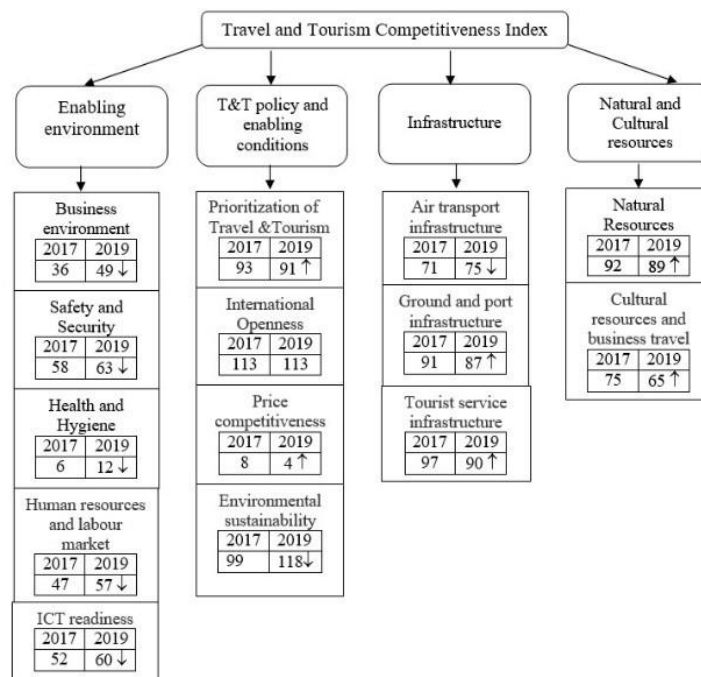 Travel and Tourism Competitiveness Index
Enabling
environment
Business
environment
2017 2019
36 49 ↓
Safety and
Security
2017 2019
58 63 ↓
Health and
Hygiene
2017 2019
6 12 ↓
Human resources
and labour
market
2017 2019
47 57 ↓
ICT readiness
2017 2019
52 60 ↓
T&T policy and
enabling
conditions
Prioritization of
Travel &Tourism
2017 2019
93 91 ↑
International
Openness
2017 2019
113 113
Price
competitiveness
2017 2019
8 4 ↑
Environmental
sustainability
2017 2019
99 118↓
Infrastructure
Air transport
infrastructure
2017 2019
71 75 ↓
Ground and port
infrastructure
2017 2019
91 87 ↑
Tourist service
infrastructure
2017 2019
97 90 ↑
Natural and
Cultural
resources
Natural
Resources
2017 2019
92 89 ↑
Cultural
resources and
business travel
2017 2019
75 65 ↑